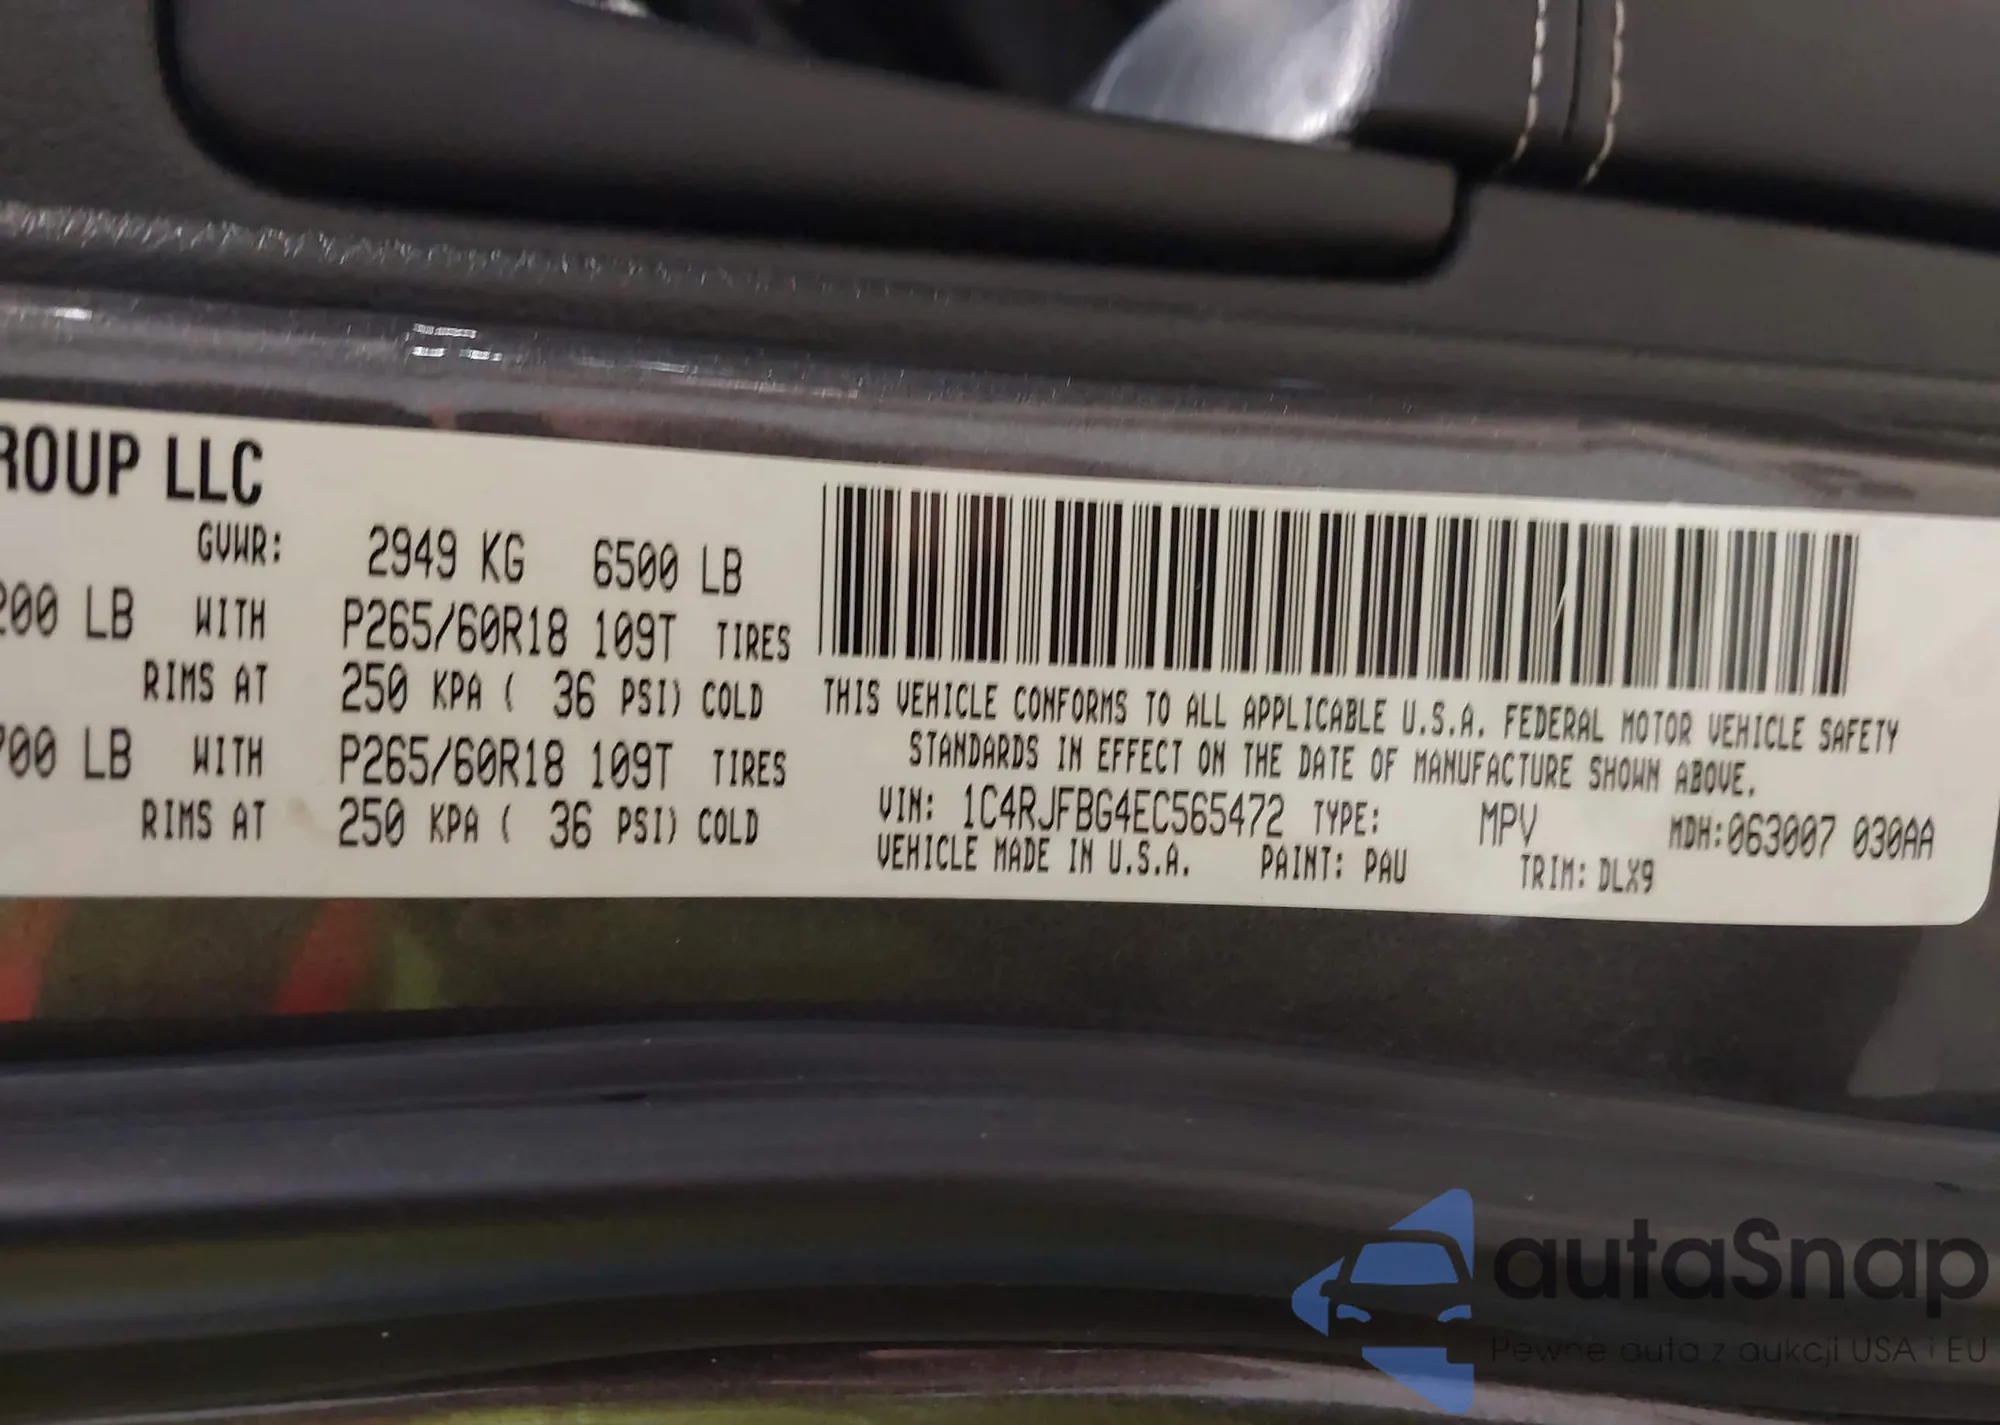 ROUP LLC
GVWR: 2949 KG 6500 LB
200 LB WITH P265/60R18 109T TIRES
RIMS AT 250 KPA ( 36 PSI) COLD
700 LB WITH P265/60R18 109T TIRES
RIMS AT 250 KPA ( 36 PSI) COLD
THIS VEHICLE CONFORMS TO ALL APPLICABLE U.S.A. FEDERAL MOTOR VEHICLE SAFETY
STANDARDS IN EFFECT ON THE DATE OF MANUFACTURE SHOWN ABOVE.
VIN: 1C4RJFBG4EC565472 TYPE: MPV MDH:063007 030AA
VEHICLE MADE IN U.S.A. PAINT: PAU TRIM: DLX9
autaSnap
Pewne auta z aukcji USA i EU